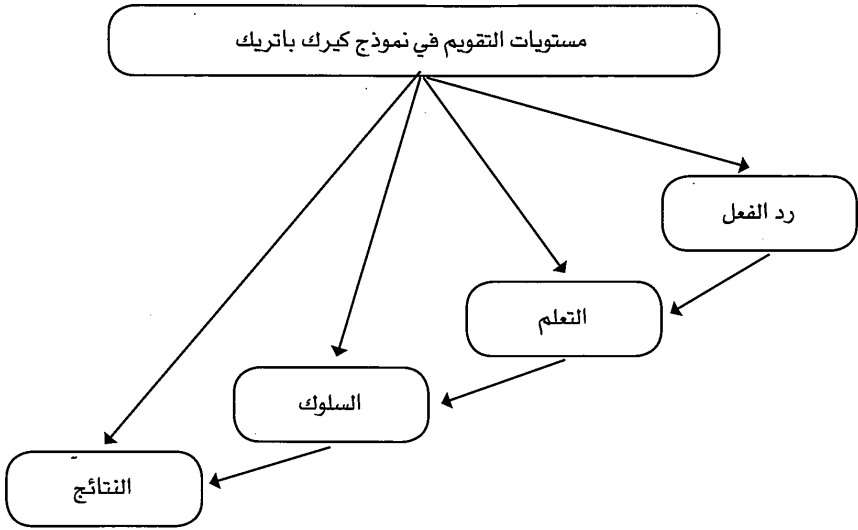 مستويات التقويم في نموذج كيرك باتريك
رد الفعل
التعلم
السلوك
النتائج